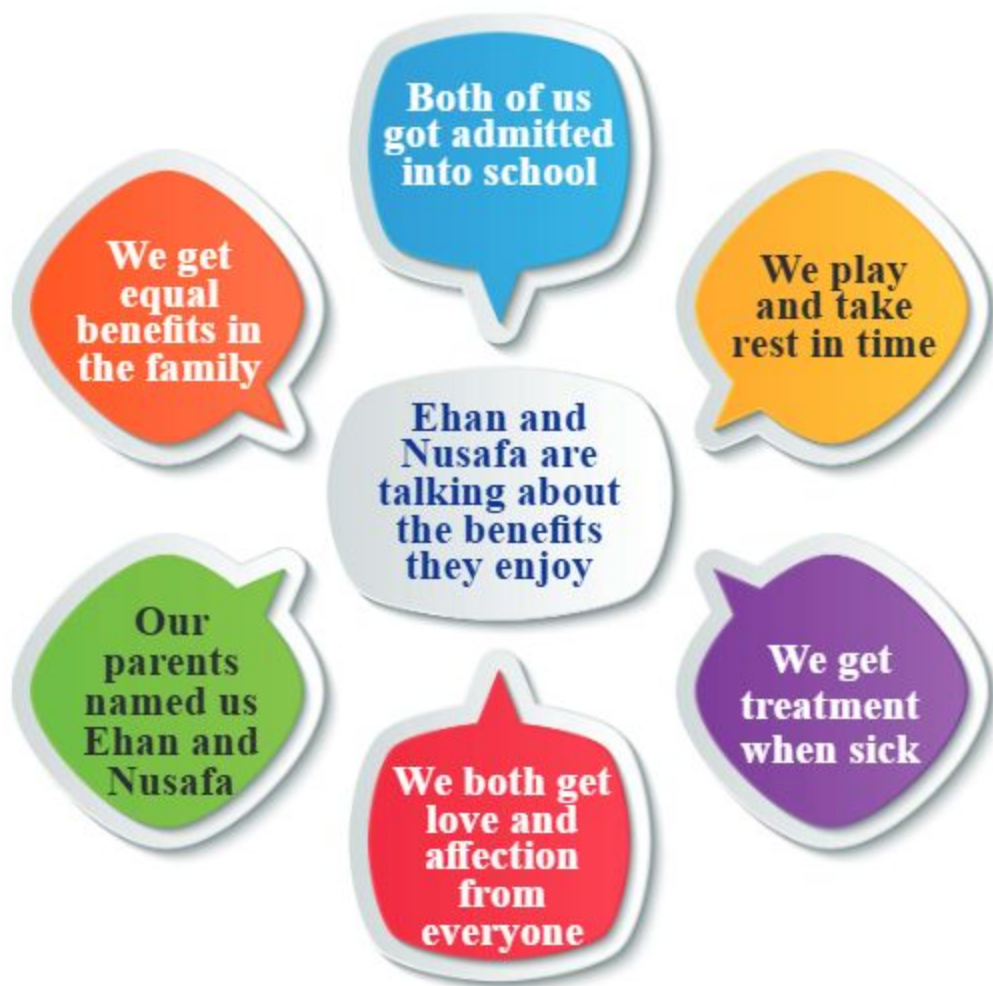 Both of us
got admitted
into school
We get
equal
benefits in
the family
We play
and take
rest in time
Ehan and
Nusafa are
talking about
the benefits
they enjoy
Our
parents
named us
Ehan and
Nusafa
We get
treatment
when sick
We both get
love and
affection
from
everyone